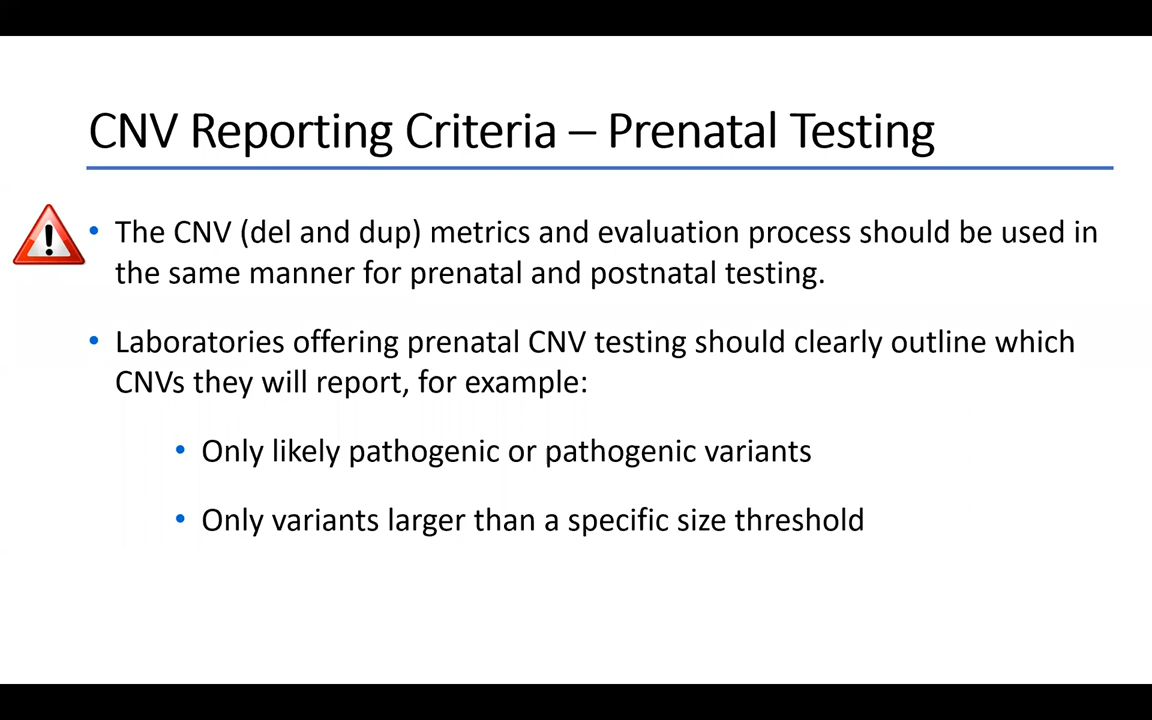 CNV Reporting Criteria – Prenatal Testing
• The CNV (del and dup) metrics and evaluation process should be used in
the same manner for prenatal and postnatal testing.
• Laboratories offering prenatal CNV testing should clearly outline which
CNVs they will report, for example:
• Only likely pathogenic or pathogenic variants
• Only variants larger than a specific size threshold